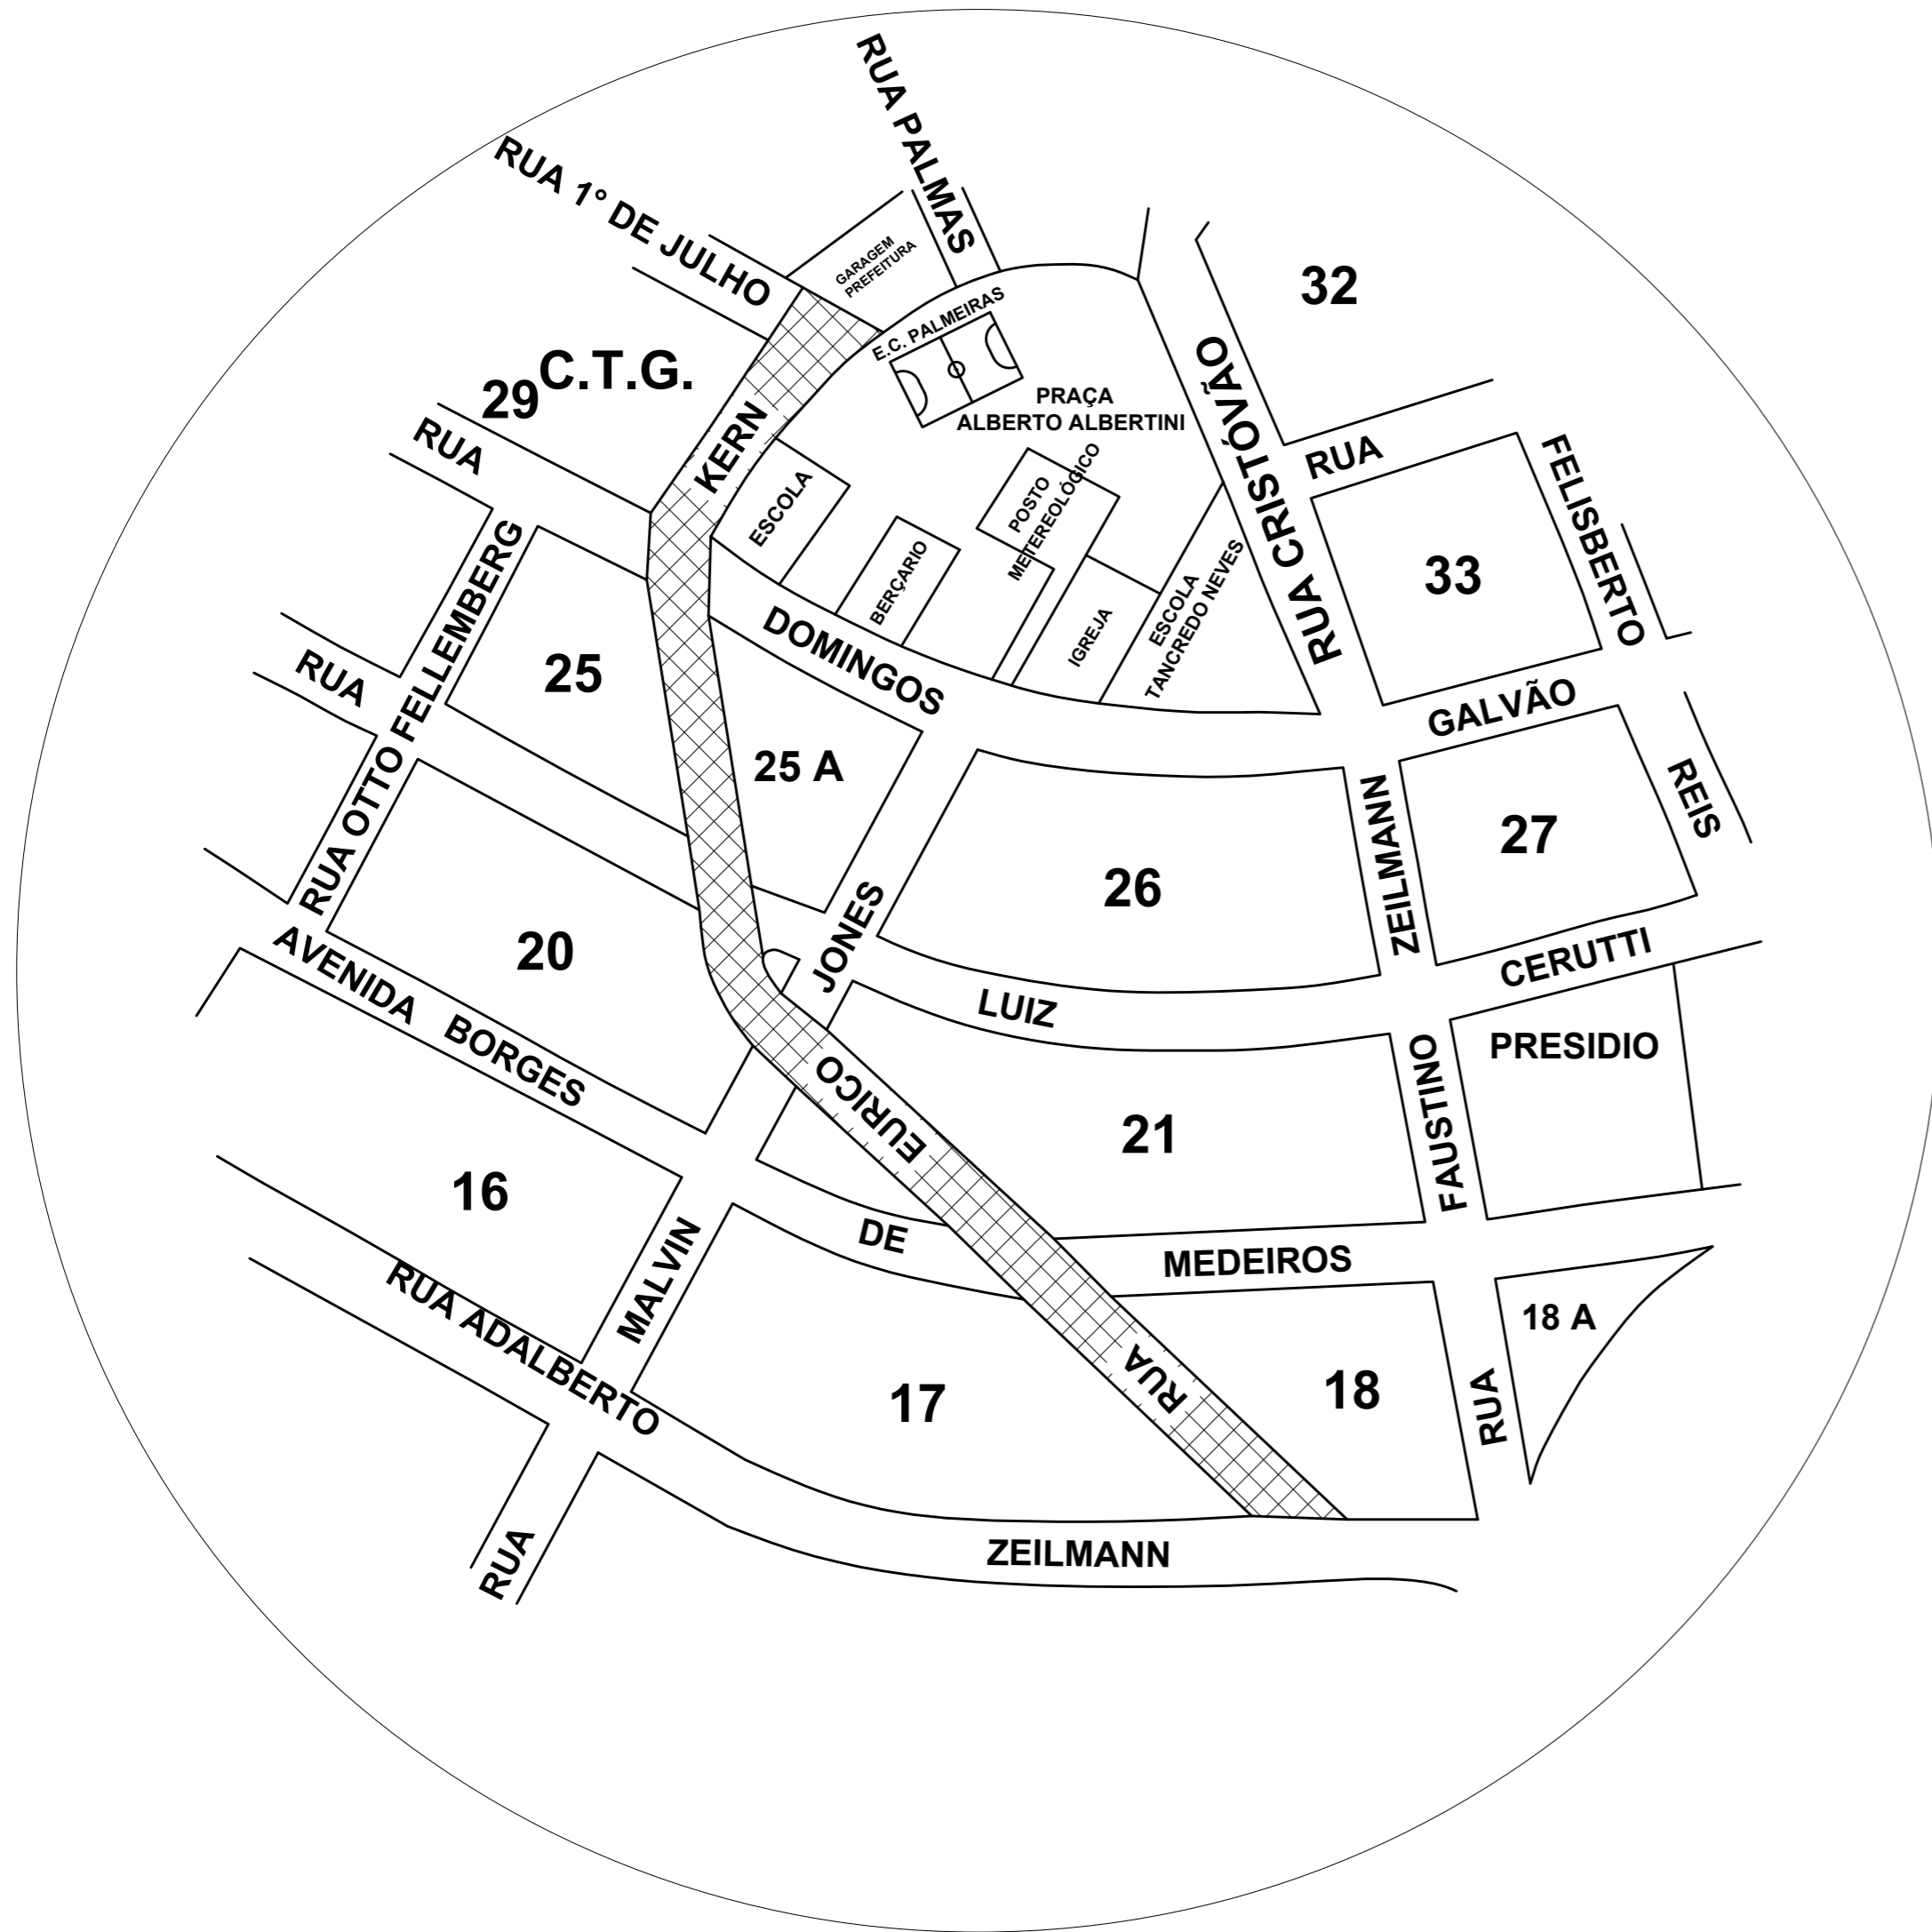 RUA PALMAS
RUA 1° DE JULHO
GARAGEM
PREFEITURA
32
E.C. PALMEIRAS
C.T.G.
29
PRAÇA
ALBERTO ALBERTINI
RUA CRISTÓVÃO
RUA
FELISBERTO
RUA
KERN
ESCOLA
POSTO
METEREOLÓGICO
BERÇARIO
IGREJA
ESCOLA
TANCREDO NEVES
33
RUA OTTO FELLEMBERG
RUA
25
DOMINGOS
GALVÃO
25 A
REIS
ZEILMANN
27
26
JONES
20
AVENIDA BORGES
LUIZ
CERUTTI
PRESIDIO
EURICO
FAUSTINO
21
16
DE
MEDEIROS
MALVIN
RUA ADALBERTO
18 A
RUA
17
18
RUA
RUA
ZEILMANN